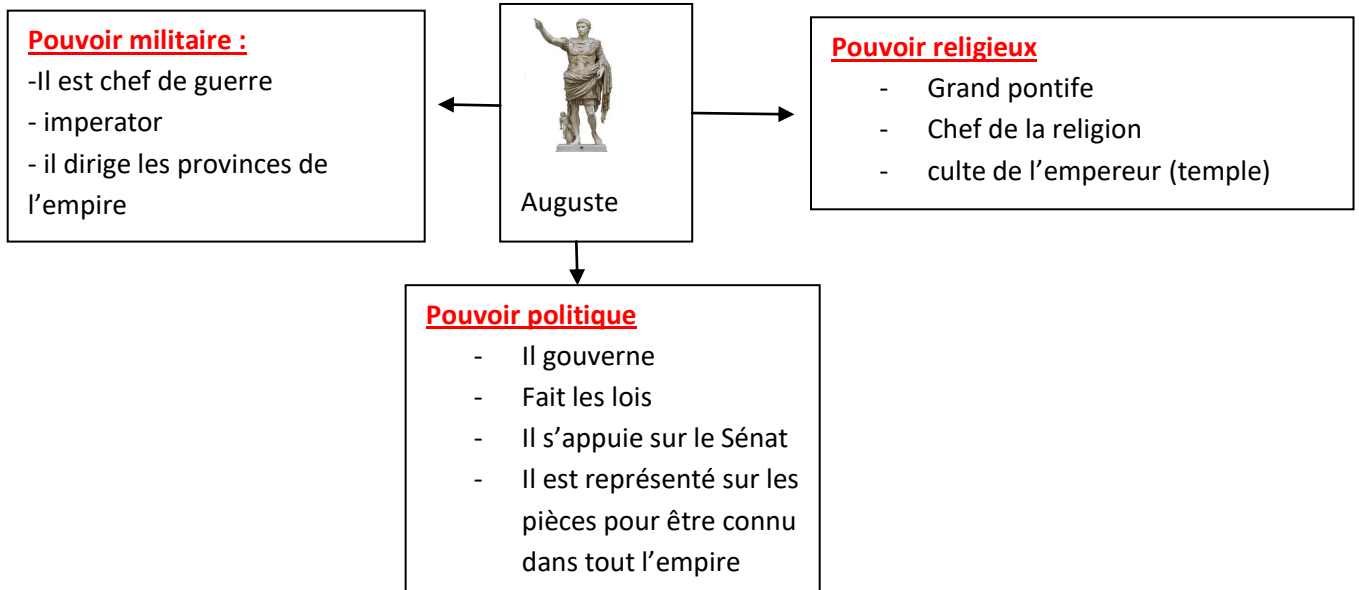 Pouvoir militaire :
-Il est chef de guerre
- imperator
- il dirige les provinces de
l’empire
Auguste
Pouvoir religieux
- Grand pontife
- Chef de la religion
- culte de l’empereur (temple)
Pouvoir politique
- Il gouverne
- Fait les lois
- Il s’appuie sur le Sénat
- Il est représenté sur les
pièces pour être connu
dans tout l’empire